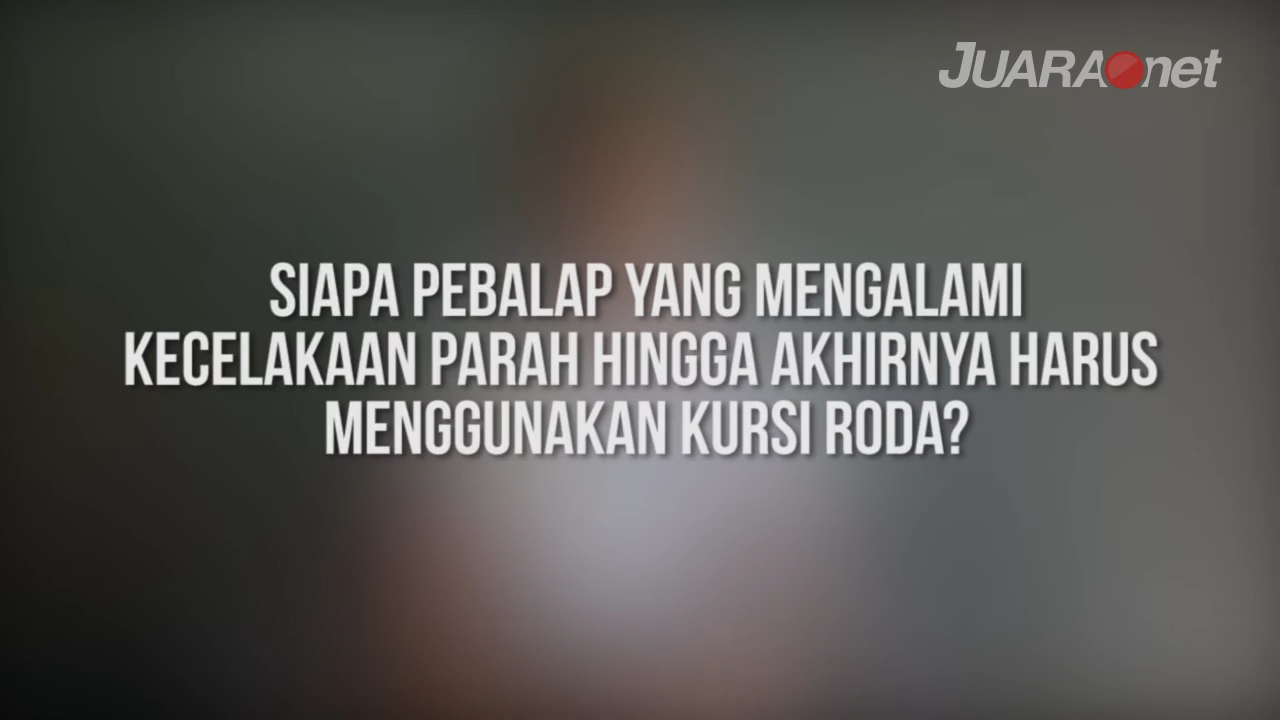 JUARA.net
SIAPA PEBALAP YANG MENGALAMI
KECELAKAAN PARAH HINGGA AKHIRNYA HARUS
MENGGUNAKAN KURSI RODA?